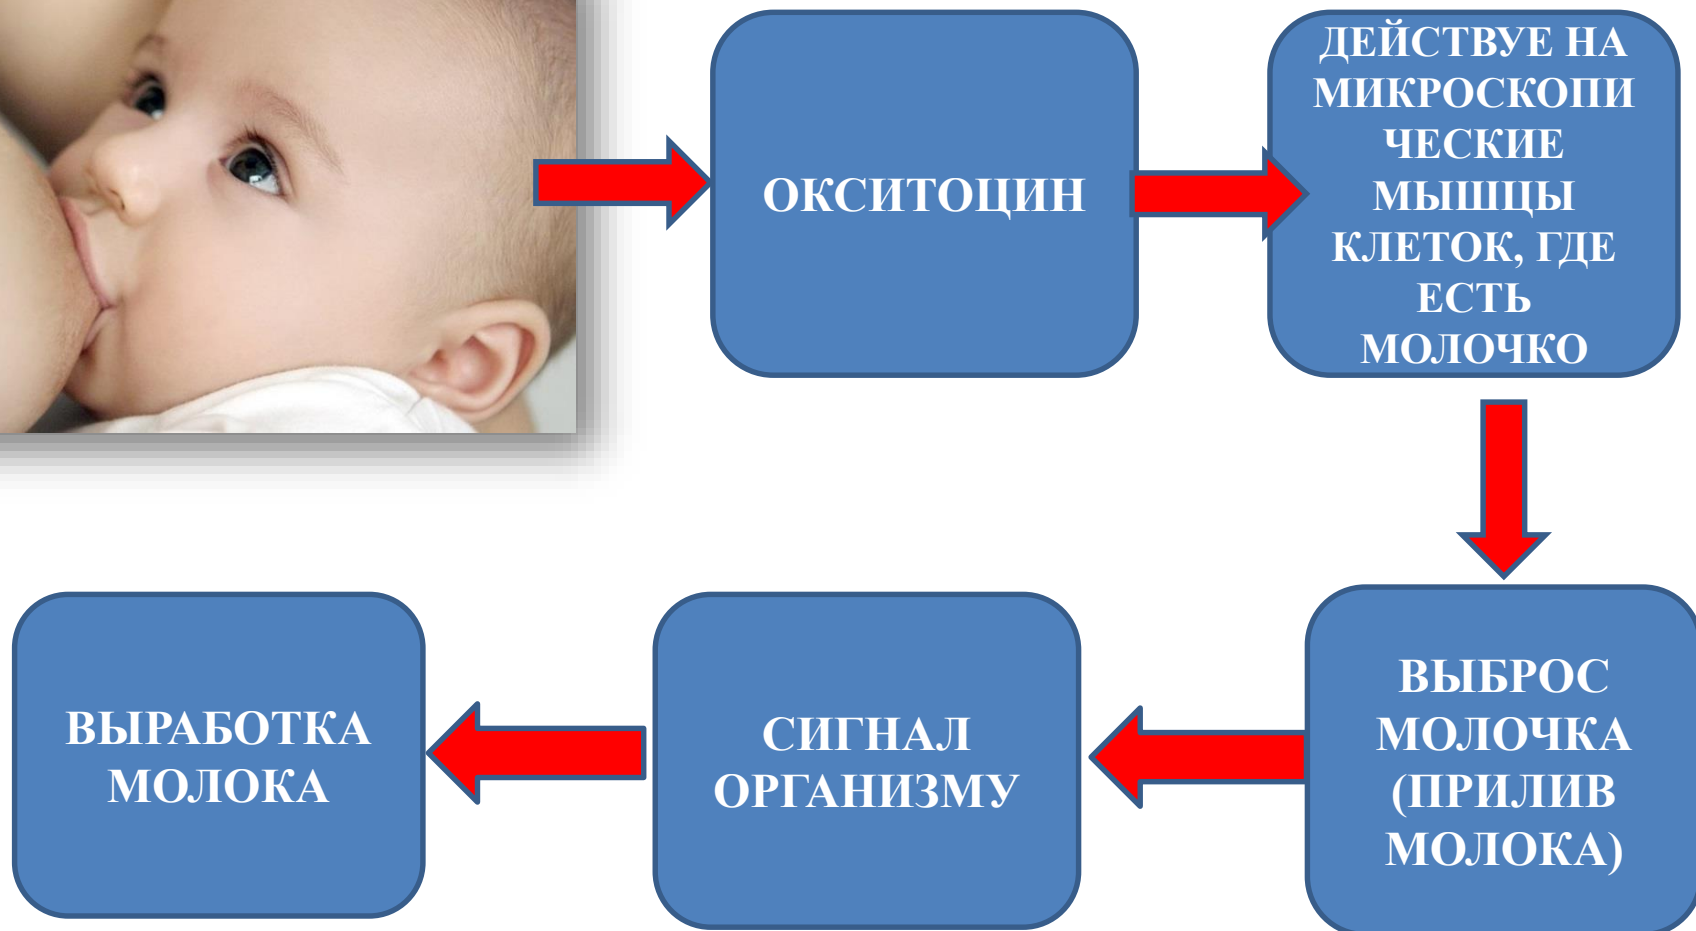 ОКСИТОЦИН
ДЕЙСТВУЕ НА
МИКРОСКОПИ
ЧЕСКИЕ
МЫШЦЫ
КЛЕТОК, ГДЕ
ЕСТЬ
МОЛОЧКО
ВЫБРОС
МОЛОЧКА
(ПРИЛИВ
МОЛОКА)
СИГНАЛ
ОРГАНИЗМУ
ВЫРАБОТКА
МОЛОКА